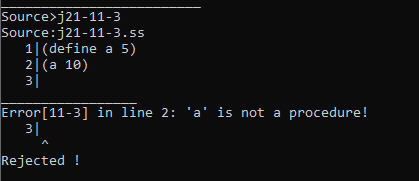 Source>j21-11-3
Source:j21-11-3.ss
1|(define a 5)
2|(a 10)
3|
Error[11-3] in line 2: 'a' is not a procedure!
3|
^
Rejected !